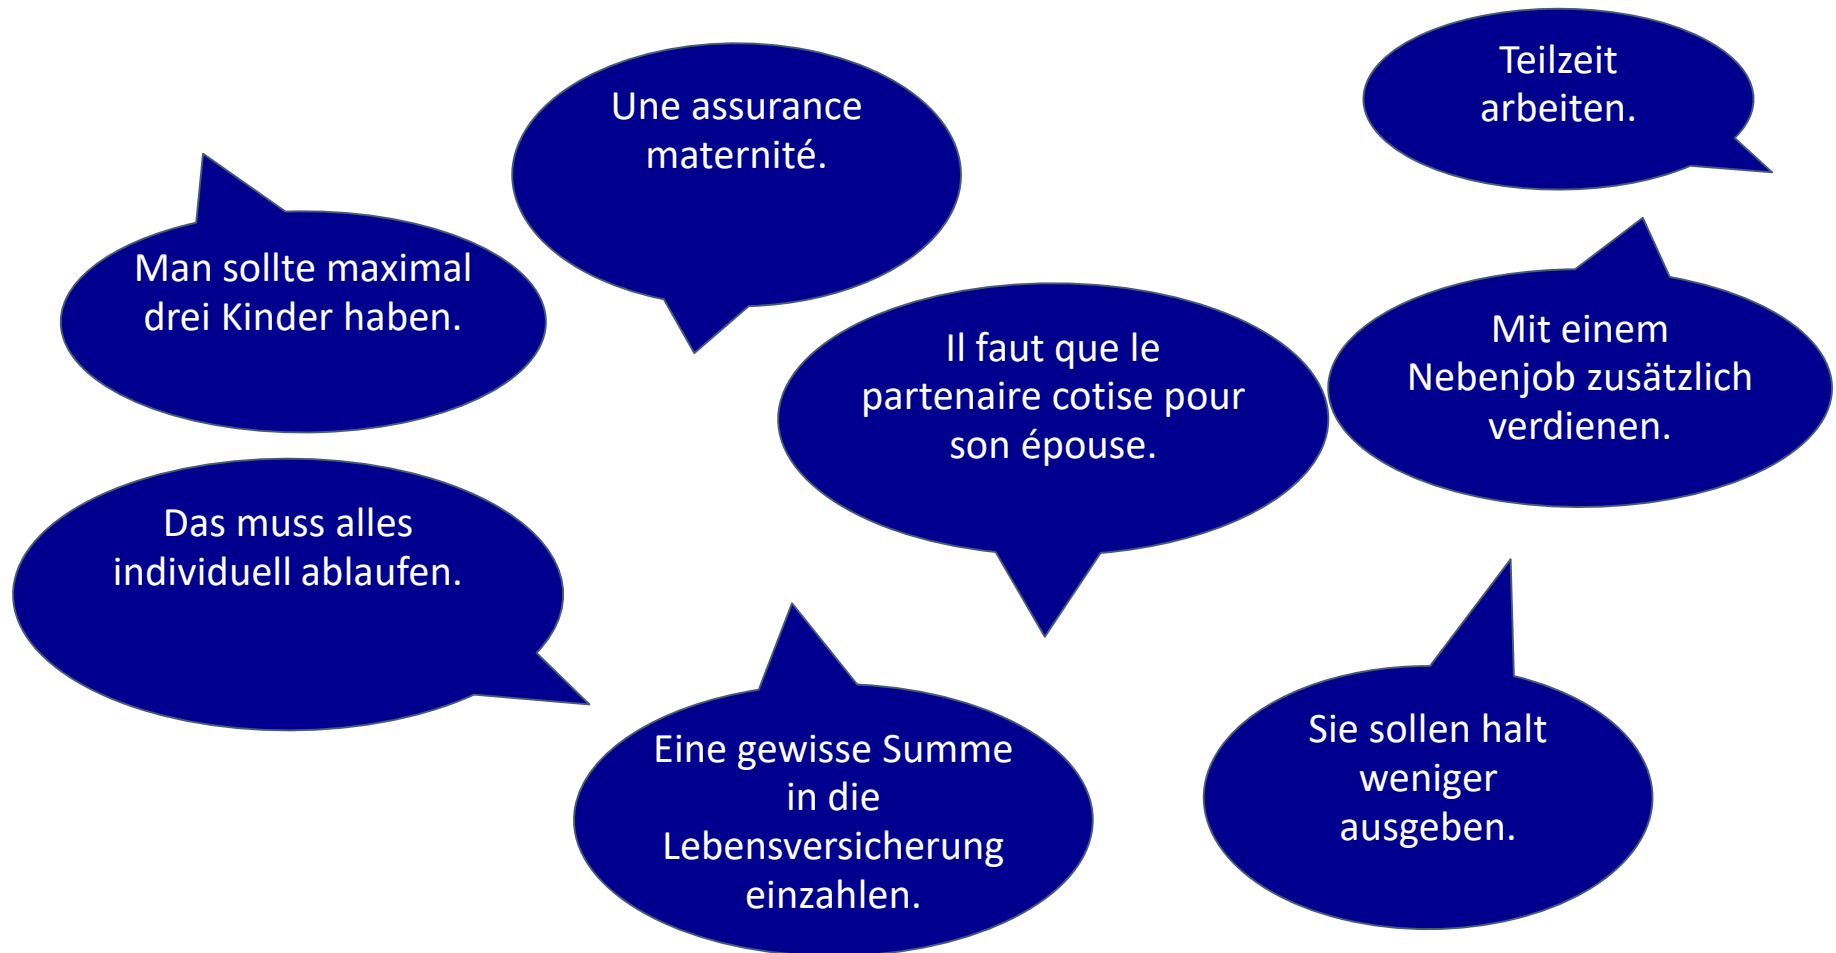 Teilzeit
arbeiten.
Une assurance
maternité.
Man sollte maximal
drei Kinder haben.
Il faut que le
partenaire cotise pour
son épouse.
Mit einem
Nebenjob zusätzlich
verdienen.
Das muss alles
individuell ablaufen.
Eine gewisse Summe
in die
Lebensversicherung
einzahlen.
Sie sollen halt
weniger
ausgeben.